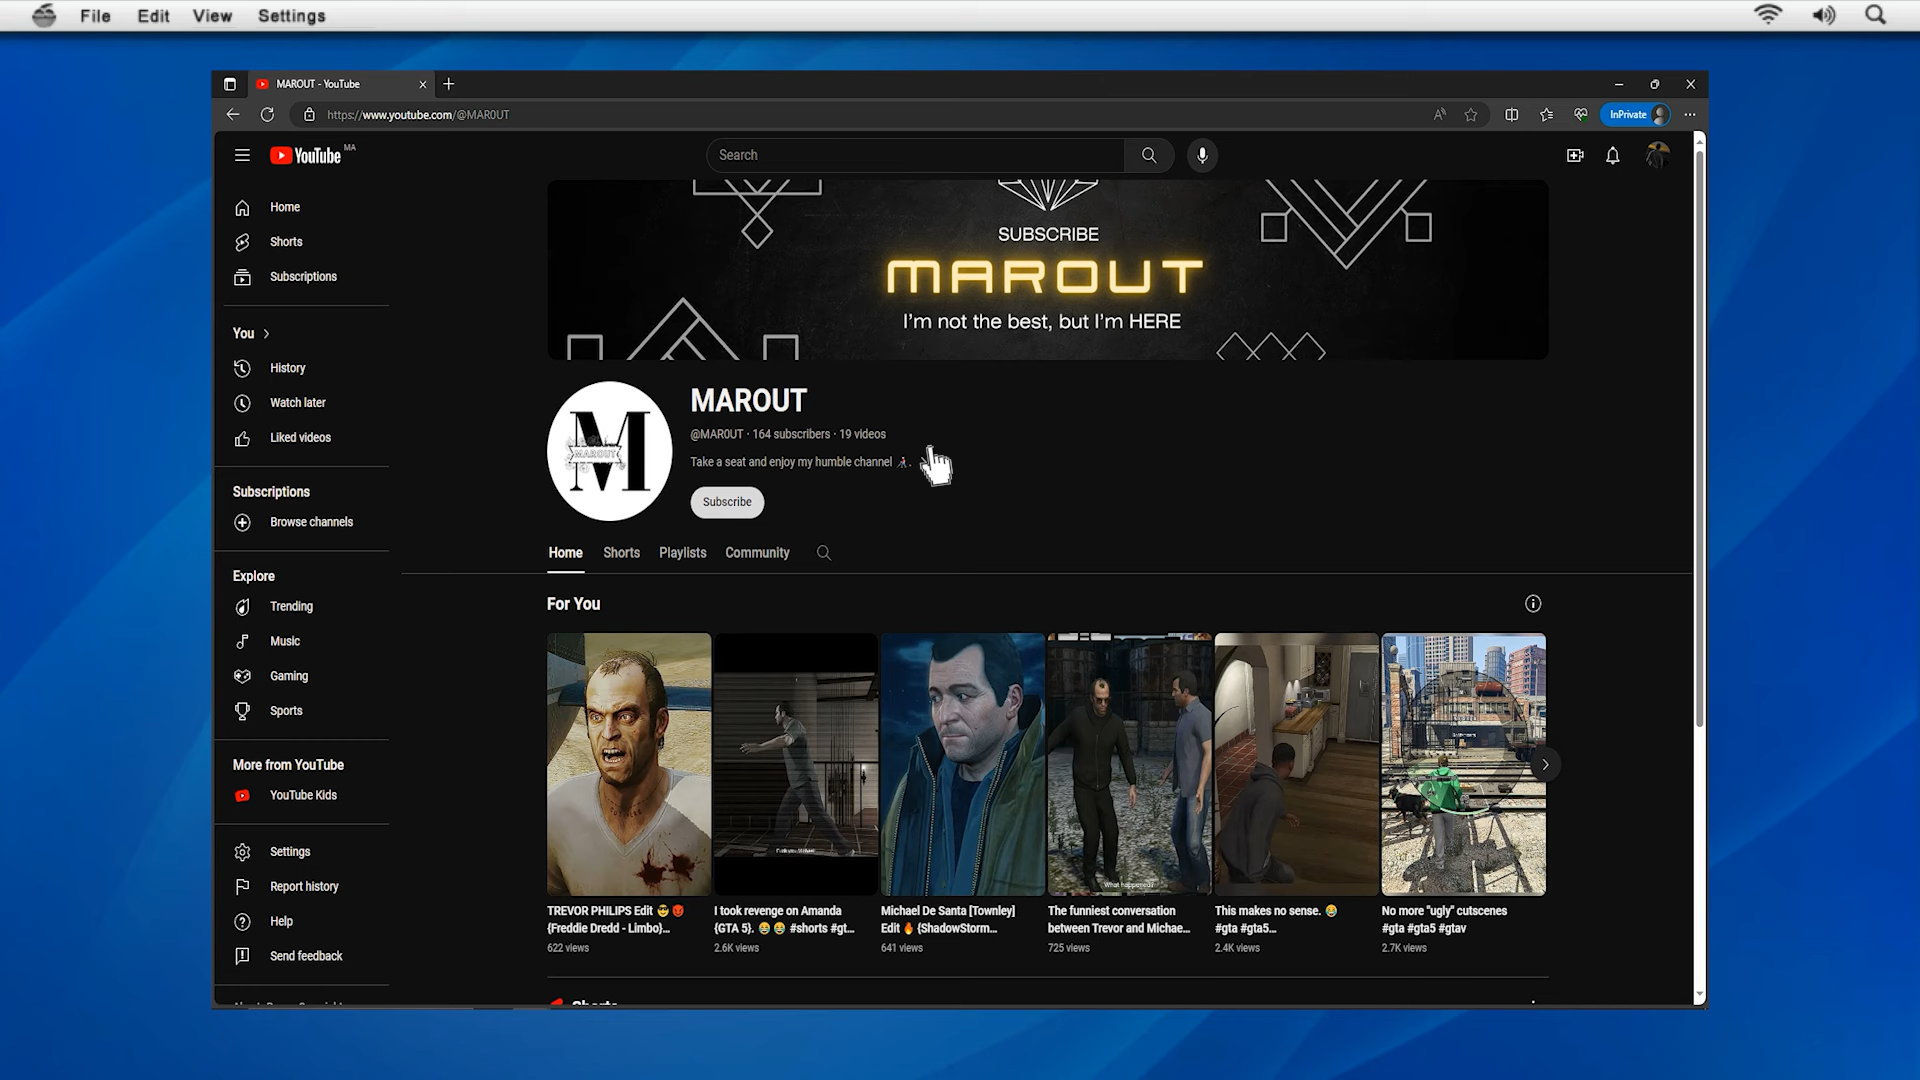 File Edit View Settings
MAROUT - YouTube
https://www.youtube.com/@MAR0UT
InPrivate
YouTube MA
Search
Home
Shorts
Subscriptions
You
History
Watch later
Liked videos
Subscriptions
Browse channels
Explore
Trending
Music
Gaming
Sports
More from YouTube
YouTube Kids
Settings
Report history
Help
Send feedback
SUBSCRIBE
MAROUT
I'm not the best, but I'm HERE
M
MAROUT
MAROUT
@MAR0UT · 164 subscribers · 19 videos
Take a seat and enjoy my humble channel
Subscribe
Home Shorts Playlists Community
For You
What happened?
TREVOR PHILIPS Edit 😎😡
{Freddie Dredd - Limbo}...
622 views
I took revenge on Amanda
{GTA 5}. 😂😂 #shorts #gt...
2.6K views
Michael De Santa [Townley]
Edit 🔥 {ShadowStorm...
641 views
The funniest conversation
between Trevor and Michae...
725 views
This makes no sense. 😂
#gta #gta5...
2.4K views
No more "ugly" cutscenes
#gta #gta5 #gtav
2.7K views
Shorts